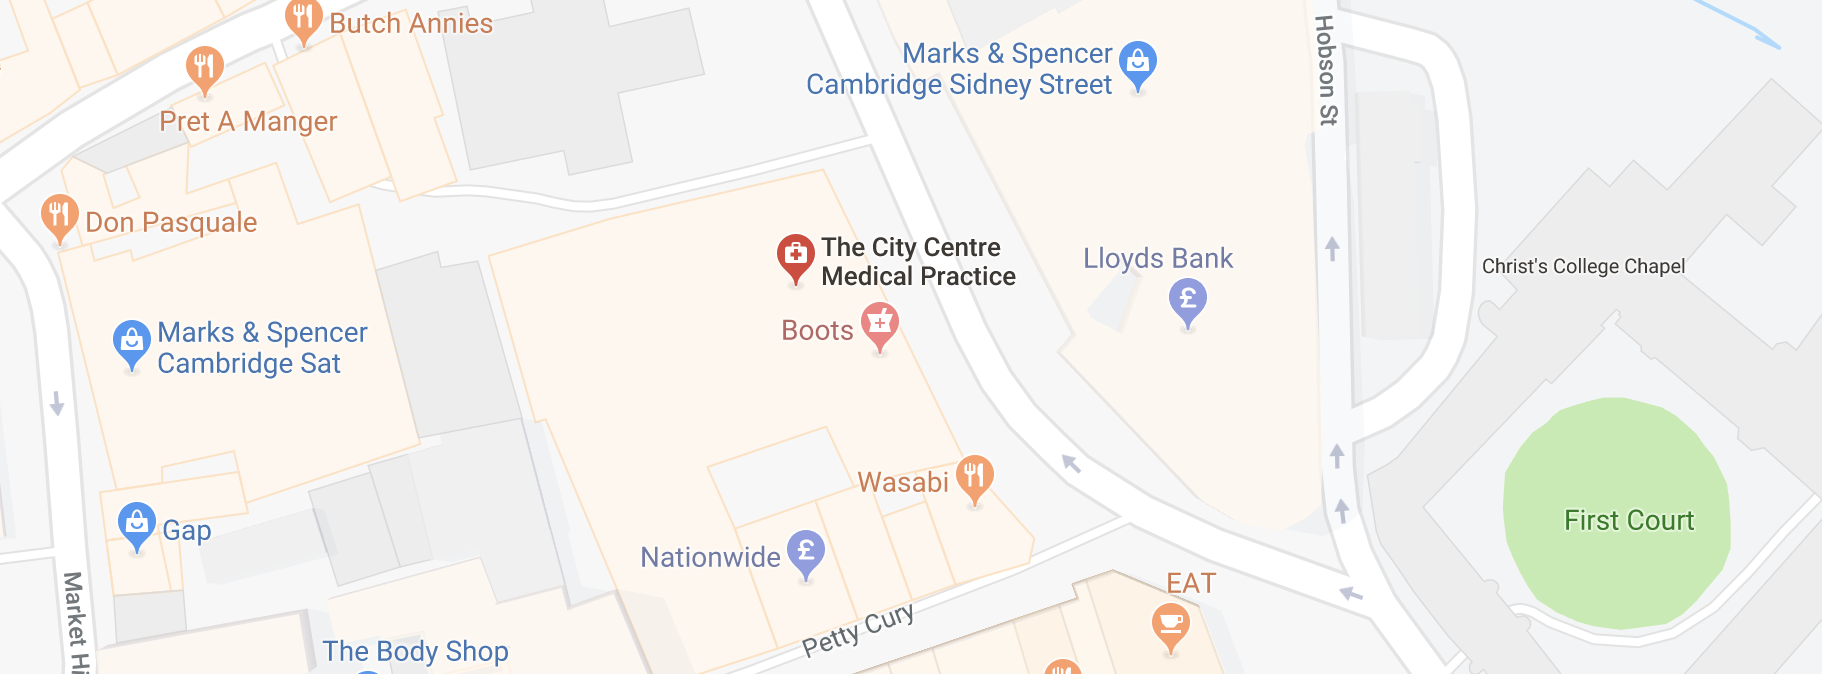 Butch Annies
Pret A Manger
Marks & Spencer
Cambridge Sidney Street
Hobson St
Don Pasquale
The City Centre
Medical Practice
Lloyds Bank
Christ's College Chapel
Boots
Marks & Spencer
Cambridge Sat
Wasabi
Gap
Nationwide
First Court
Petty Cury
EAT
Market Hi
The Body Shop